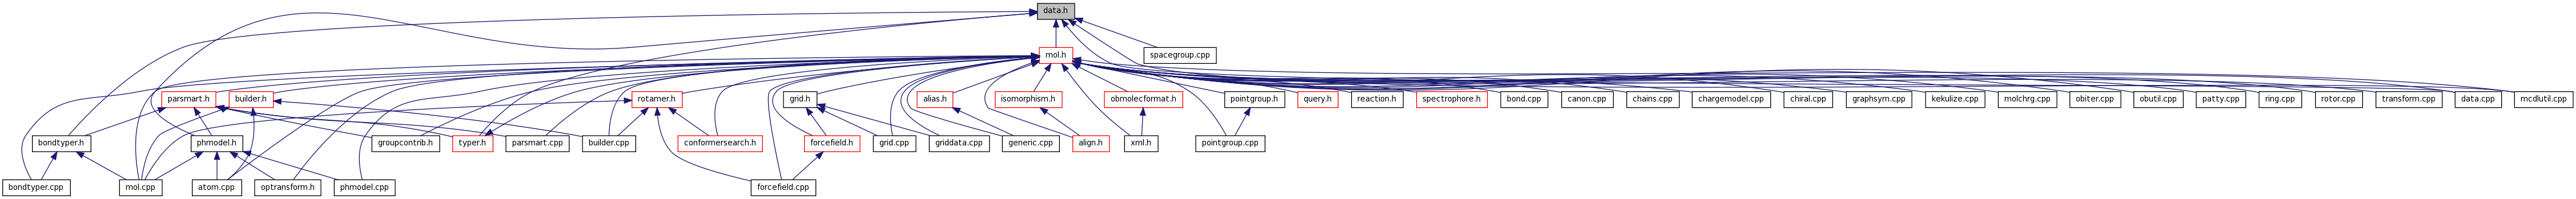 data.h
mol.h
spacegroup.cpp
parsmart.h
builder.h
rotamer.h
grid.h
alias.h
isomorphism.h
obmolecformat.h
pointgroup.h
query.h
reaction.h
spectrophore.h
bond.cpp
canon.cpp
chains.cpp
chargemodel.cpp
chiral.cpp
graphsym.cpp
kekulize.cpp
molchrg.cpp
obiter.cpp
obutil.cpp
patty.cpp
ring.cpp
rotor.cpp
transform.cpp
data.cpp
mcdlutil.cpp
bondtyper.h
phmodel.h
groupcontrib.h
typer.h
parsmart.cpp
builder.cpp
conformersearch.h
forcefield.h
grid.cpp
griddata.cpp
generic.cpp
align.h
xml.h
pointgroup.cpp
bondtyper.cpp
mol.cpp
atom.cpp
optransform.h
phmodel.cpp
forcefield.cpp